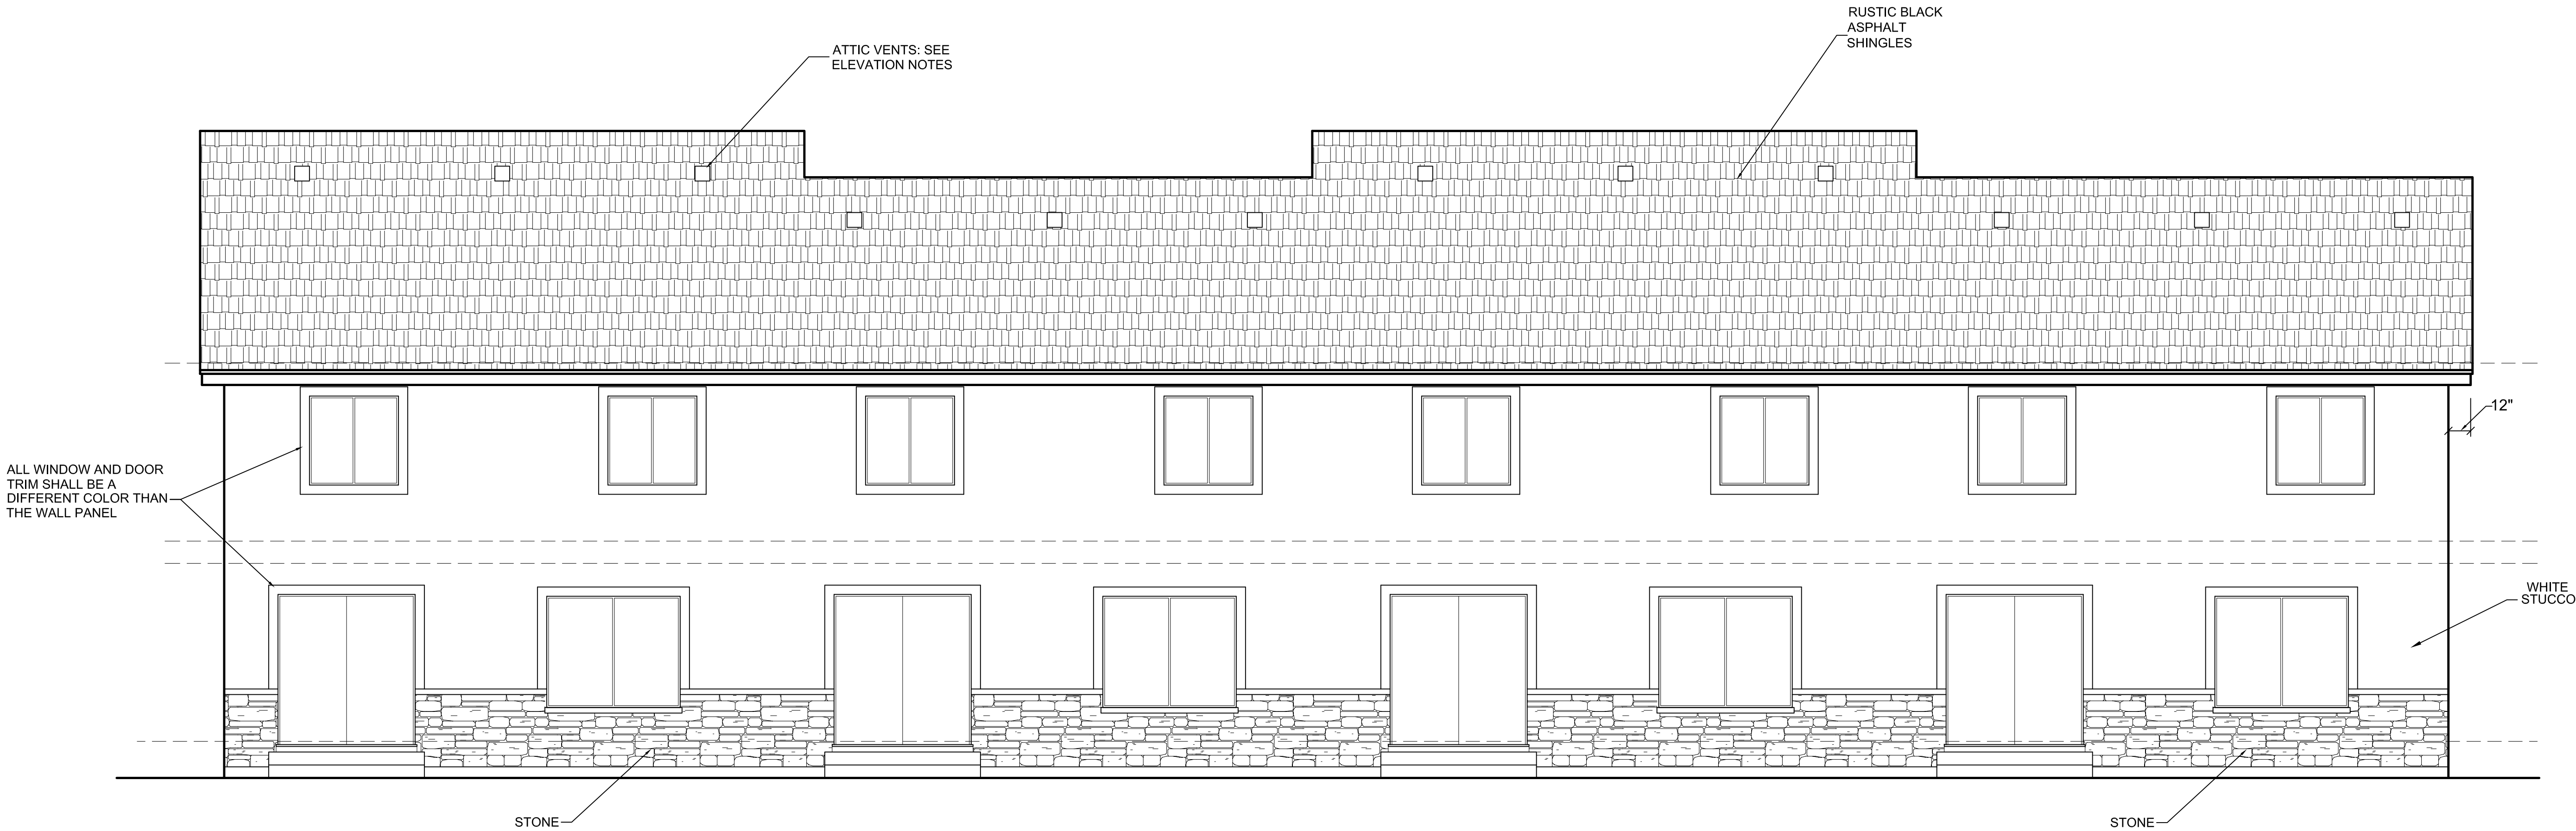 RUSTIC BLACK
ASPHALT
SHINGLES
ATTIC VENTS: SEE
ELEVATION NOTES
12"
ALL WINDOW AND DOOR
TRIM SHALL BE A
DIFFERENT COLOR THAN
THE WALL PANEL
WHITE
STUCCO
STONE
STONE